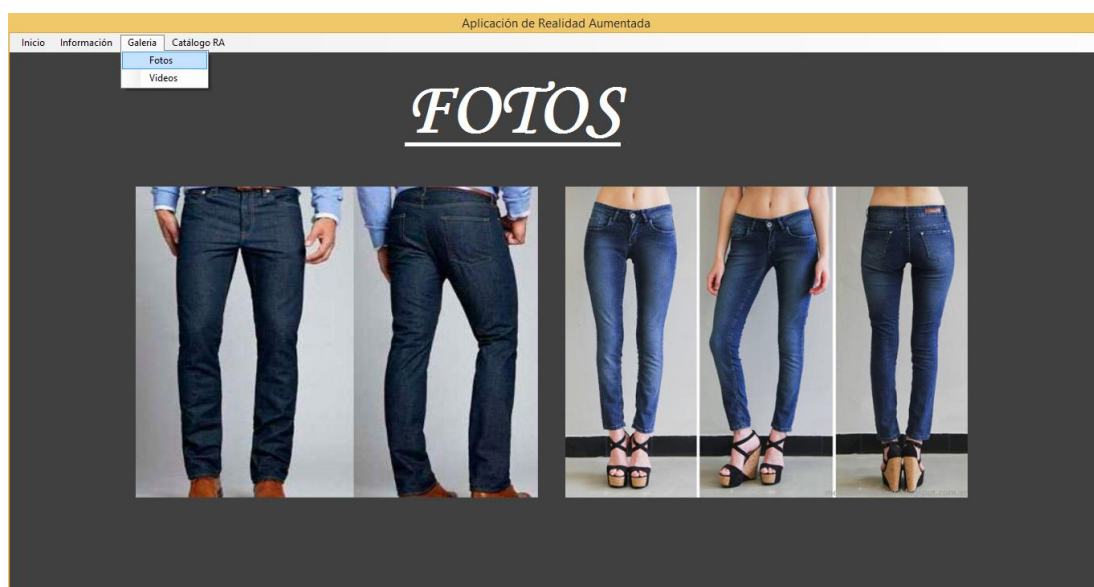 Aplicación de Realidad Aumentada
Inicio Información Galeria Catálogo RA
Fotos
Videos
FOTOS